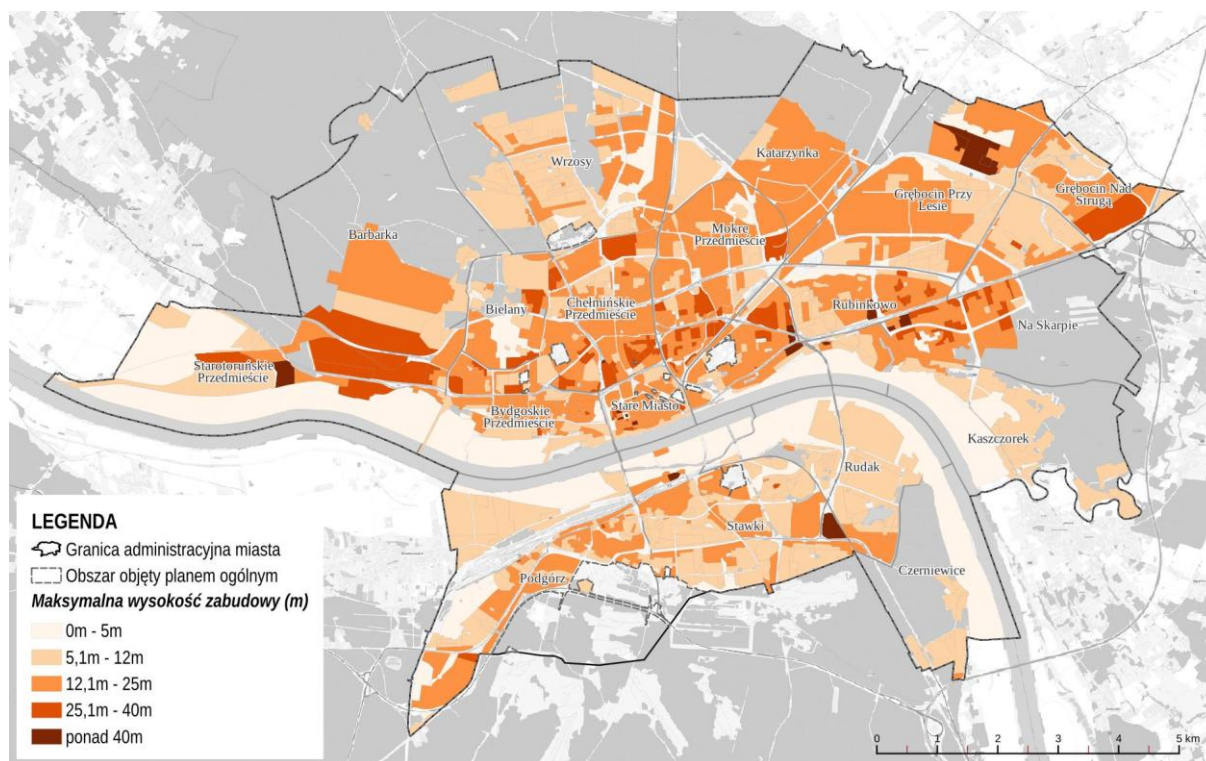 Wrzosy
Katarzynka
Grębocin Przy
Lesie
Grębocin Nad
Strugą
Barbarka
Mokre
Przedmieście
Bielany
Chełmińskie
Przedmieście
Rubinkowo
Na Skarpie
Starotoruńskie
Przedmieście
Bydgoskie
Przedmieście
Stare Miasto
Kaszczorek
Rudak
Stawki
Podgórz
Czerniewice
LEGENDA
Granica administracyjna miasta
Obszar objęty planem ogólnym
Maksymalna wysokość zabudowy (m)
0m - 5m
5,1m - 12m
12,1m - 25m
25,1m - 40m
ponad 40m
0 1 2 3 4 5 km